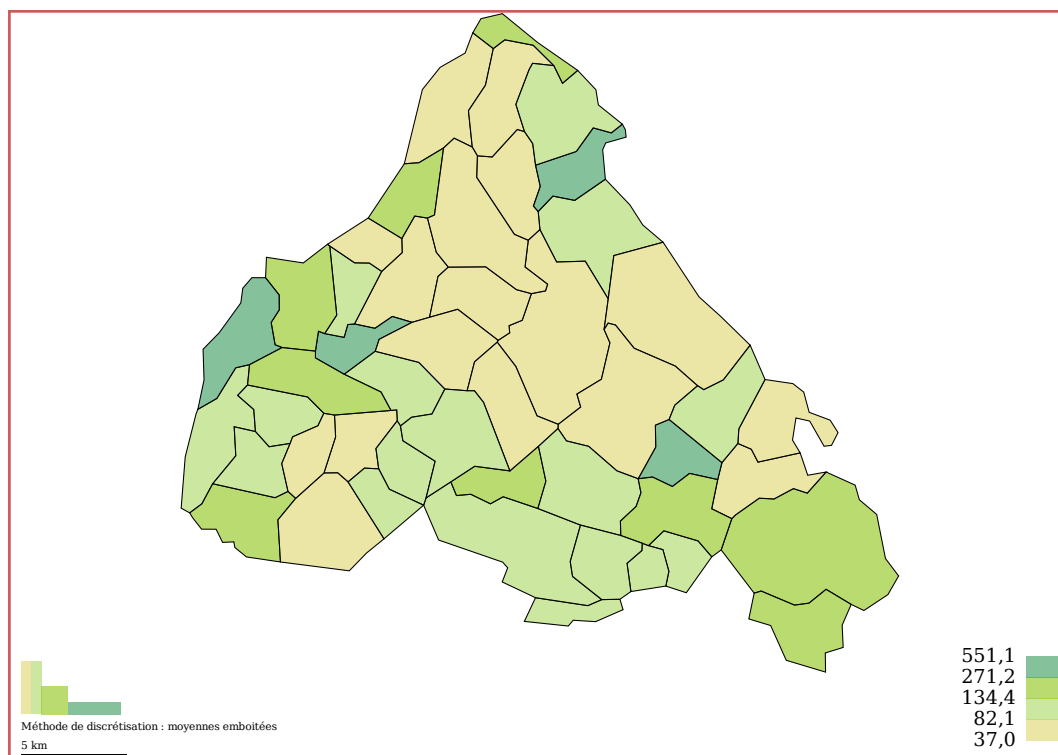 551,1
271,2
134,4
82,1
37,0
Méthode de discrétisation : moyennes emboitées
5 km